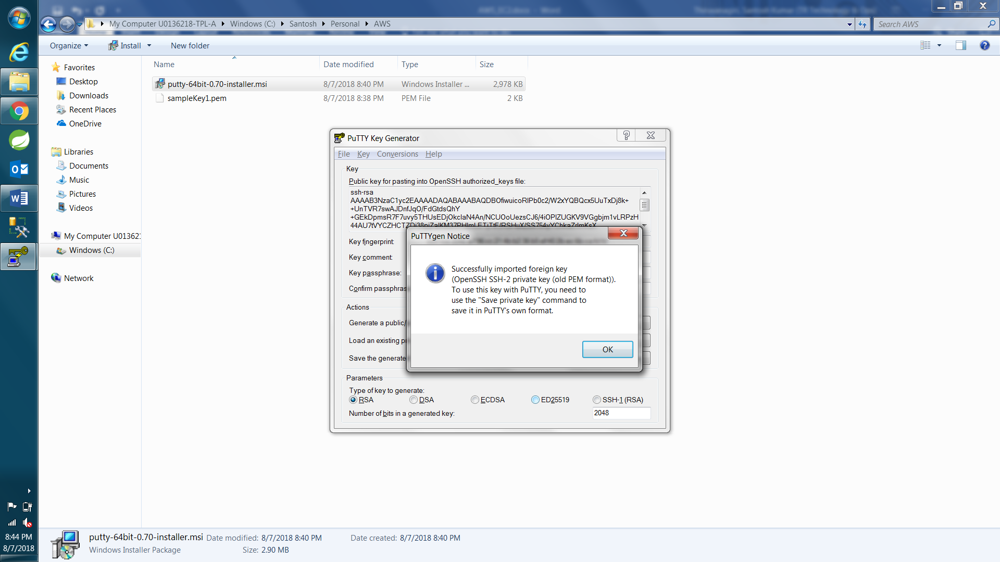 AWS_EC2.docx - Word
My Computer U0136218-TPL-A
Windows (C:)
Santosh
Personal
AWS
Search AWS
Organize
Install
New folder
Name
Date modified
Type
Size
putty-64bit-0.70-installer.msi
8/7/2018 8:40 PM
Windows Installer ...
2,978 KB
sampleKey1.pem
8/7/2018 8:38 PM
PEM File
2 KB
Favorites
Desktop
Downloads
Recent Places
OneDrive
Libraries
Documents
Music
Pictures
Videos
My Computer U01362
Windows (C:)
Network
PuTTY Key Generator
File
Key
Conversions
Help
Key
Public key for pasting into OpenSSH authorized_keys file:
ssh-rsa
AAAAB3NzaC1yc2EAAAADAQABAAABAQDBOfiwuicoRlPb0c2/W2xYQBQcx5UuTxDj8k+
+UnTVR7swAJDnfJqO/FdGtdsQhY
+GEkDpmsR7F7uvy5THUsEDjOkclaN4An/NCUOoUezsCJ6/4iOPlZUGKV9VGgbjm1vLRPzH
Key fingerprint:
Key comment:
Key passphrase:
Confirm passphras
Actions
Generate a public/
Load an existing pr
Save the generate
Parameters
Type of key to generate:
RSA
DSA
ECDSA
ED25519
SSH-1 (RSA)
Number of bits in a generated key:
2048
PuTTYgen Notice
Successfully imported foreign key
(OpenSSH SSH-2 private key (old PEM format)).
To use this key with PuTTY, you need to
use the "Save private key" command to
save it in PuTTY's own format.
OK
8:44 PM
8/7/2018
putty-64bit-0.70-installer.msi
Date modified: 8/7/2018 8:40 PM
Date created: 8/7/2018 8:40 PM
Windows Installer Package
Size: 2.90 MB